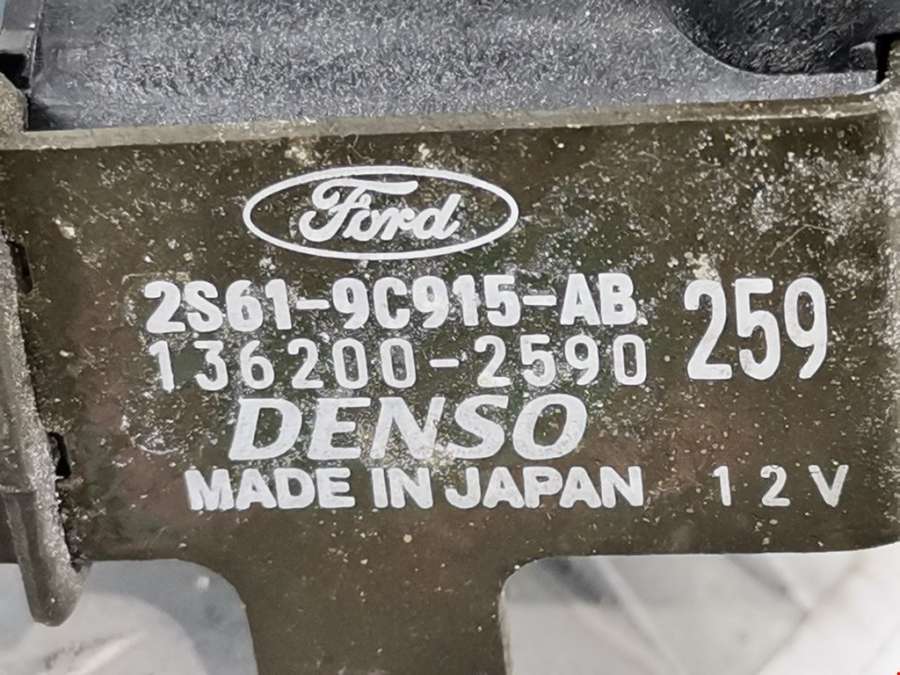 Ford
2S61-9C915-AB
136200-2590 259
DENSO
MADE IN JAPAN 12V